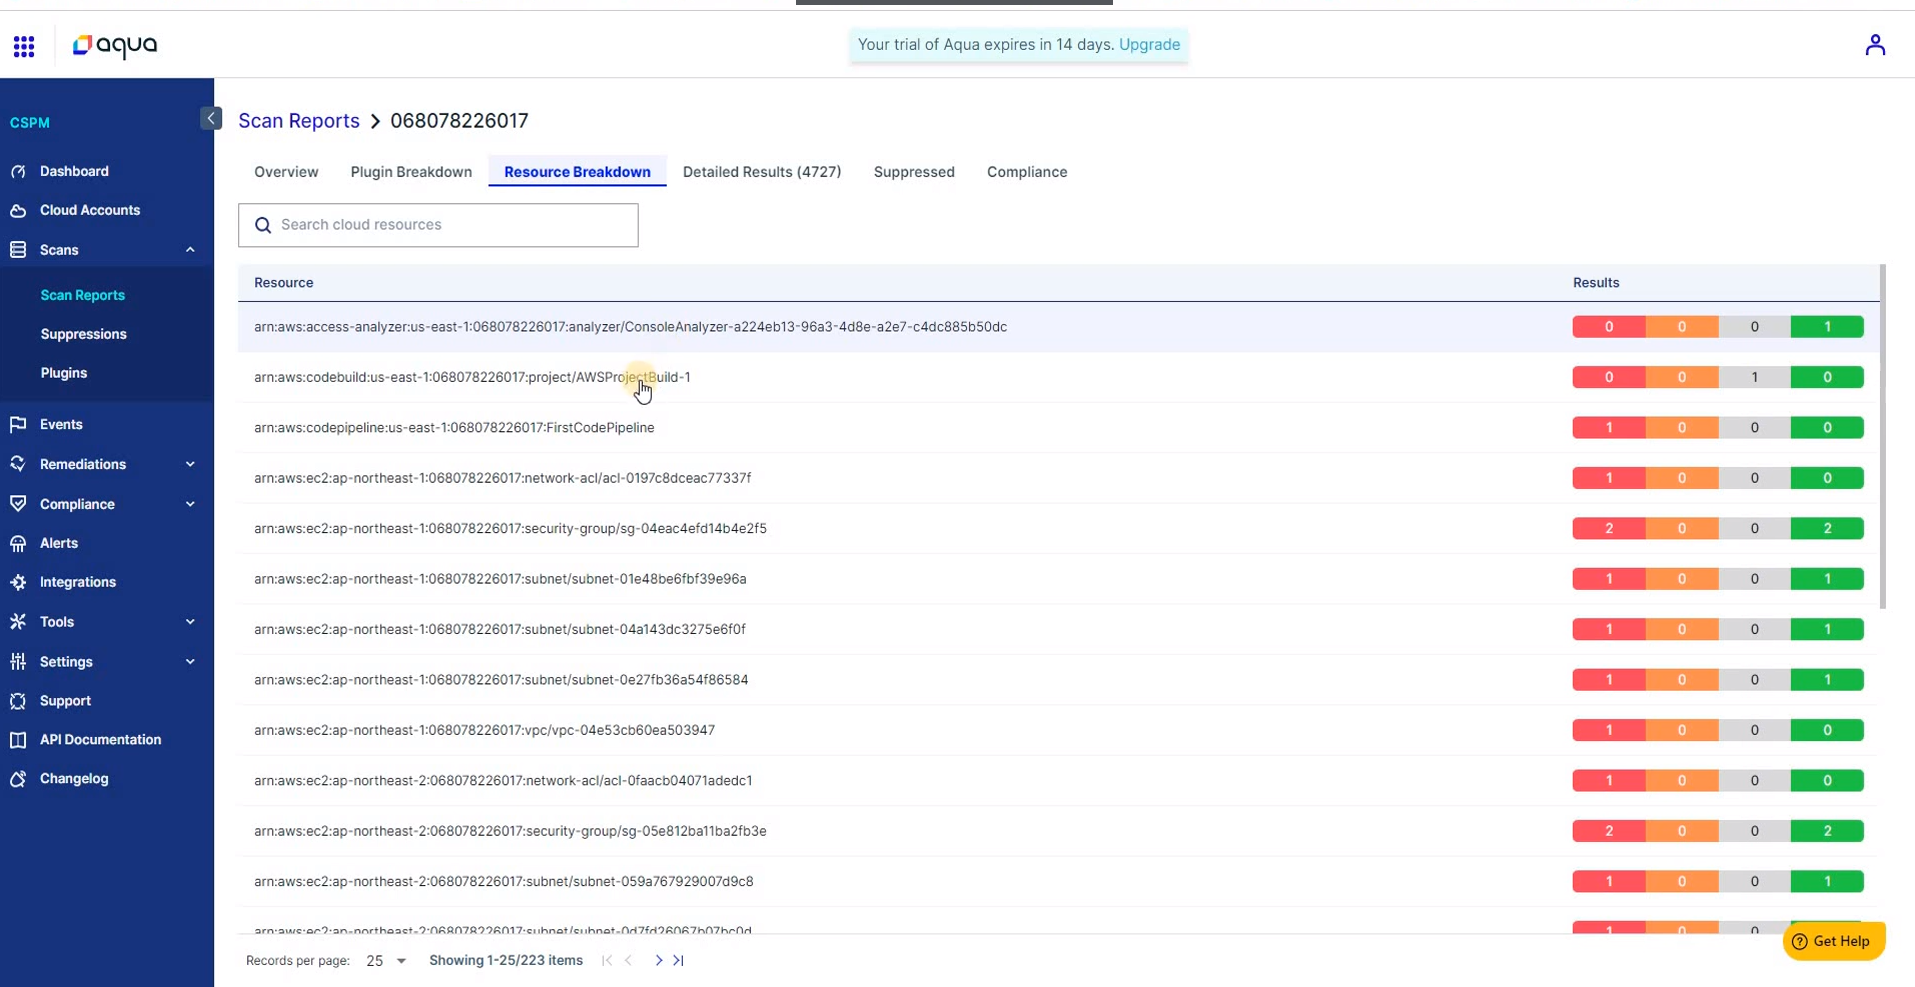 aqua
Your trial of Aqua expires in 14 days. Upgrade
CSPM
Dashboard
Cloud Accounts
Scans
Scan Reports
Suppressions
Plugins
Events
Remediations
Compliance
Alerts
Integrations
Tools
Settings
Support
API Documentation
Changelog
Scan Reports > 068078226017
Overview Plugin Breakdown Resource Breakdown Detailed Results (4727) Suppressed Compliance
Search cloud resources
Resource Results
arn:aws:access-analyzer:us-east-1:068078226017:analyzer/ConsoleAnalyzer-a224eb13-96a3-4d8e-a2e7-c4dc885b50dc 0 0 0 1
arn:aws:codebuild:us-east-1:068078226017:project/AWSProjectBuild-1 0 0 1 0
arn:aws:codepipeline:us-east-1:068078226017:FirstCodePipeline 1 0 0 0
arn:aws:ec2:ap-northeast-1:068078226017:network-acl/acl-0197c8dceac77337f 1 0 0 0
arn:aws:ec2:ap-northeast-1:068078226017:security-group/sg-04eac4efd14b4e2f5 2 0 0 2
arn:aws:ec2:ap-northeast-1:068078226017:subnet/subnet-01e48be6fbf39e96a 1 0 0 1
arn:aws:ec2:ap-northeast-1:068078226017:subnet/subnet-04a143dc3275e6f0f 1 0 0 1
arn:aws:ec2:ap-northeast-1:068078226017:subnet/subnet-0e27fb36a54f86584 1 0 0 1
arn:aws:ec2:ap-northeast-1:068078226017:vpc/vpc-04e53cb60ea503947 1 0 0 0
arn:aws:ec2:ap-northeast-2:068078226017:network-acl/acl-0faacb04071adedc1 1 0 0 0
arn:aws:ec2:ap-northeast-2:068078226017:security-group/sg-05e812ba11ba2fb3e 2 0 0 2
arn:aws:ec2:ap-northeast-2:068078226017:subnet/subnet-059a767929007d9c8 1 0 0 1
arn:aws:ec2:ap-northeast-2:068078226017:subnet/subnet-0d7fd26067b07bc0d 1 0
Get Help
Records per page: 25 Showing 1-25/223 items